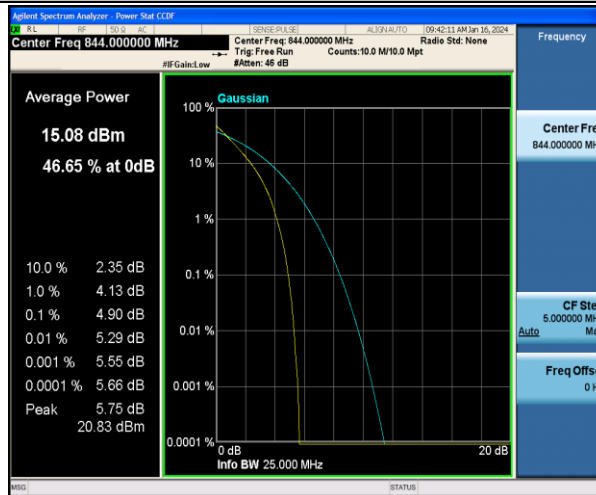 Agilent Spectrum Analyzer - Power Stat CCDF
RL RF 50 Ω AC SENSE:PULSE ALIGN AUTO 09:42:11 AM Jan 16, 2024
Center Freq 844.000000 MHz
Center Freq: 844.000000 MHz Radio Std: None
Trig: Free Run Counts:10.0 M/10.0 Mpt
#IFGain:Low #Atten: 46 dB
Frequency
Average Power
15.08 dBm
46.65 % at 0dB
10.0 % 2.35 dB
1.0 % 4.13 dB
0.1 % 4.90 dB
0.01 % 5.29 dB
0.001 % 5.55 dB
0.0001 % 5.66 dB
Peak 5.75 dB
20.83 dBm
Gaussian
100 %
10 %
1 %
0.1 %
0.01 %
0.001 %
0.0001 %
0 dB 20 dB
Info BW 25.000 MHz
Center Fre
844.000000 MH
CF Ste
5.000000 MH
Auto Ma
Freq Offs
0 H
MSG STATUS